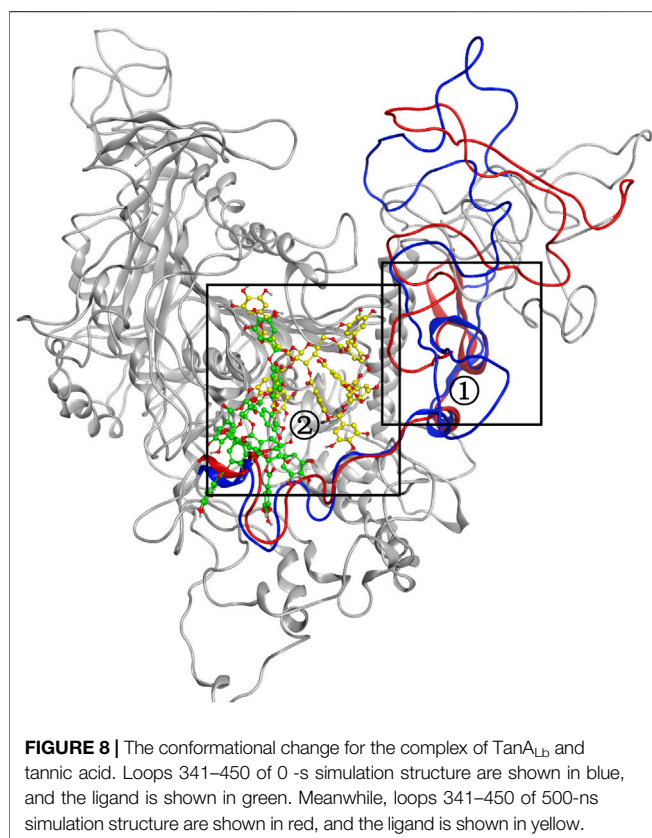 ①
②
FIGURE 8 | The conformational change for the complex of TanALb and
tannic acid. Loops 341–450 of 0 -s simulation structure are shown in blue,
and the ligand is shown in green. Meanwhile, loops 341–450 of 500-ns
simulation structure are shown in red, and the ligand is shown in yellow.